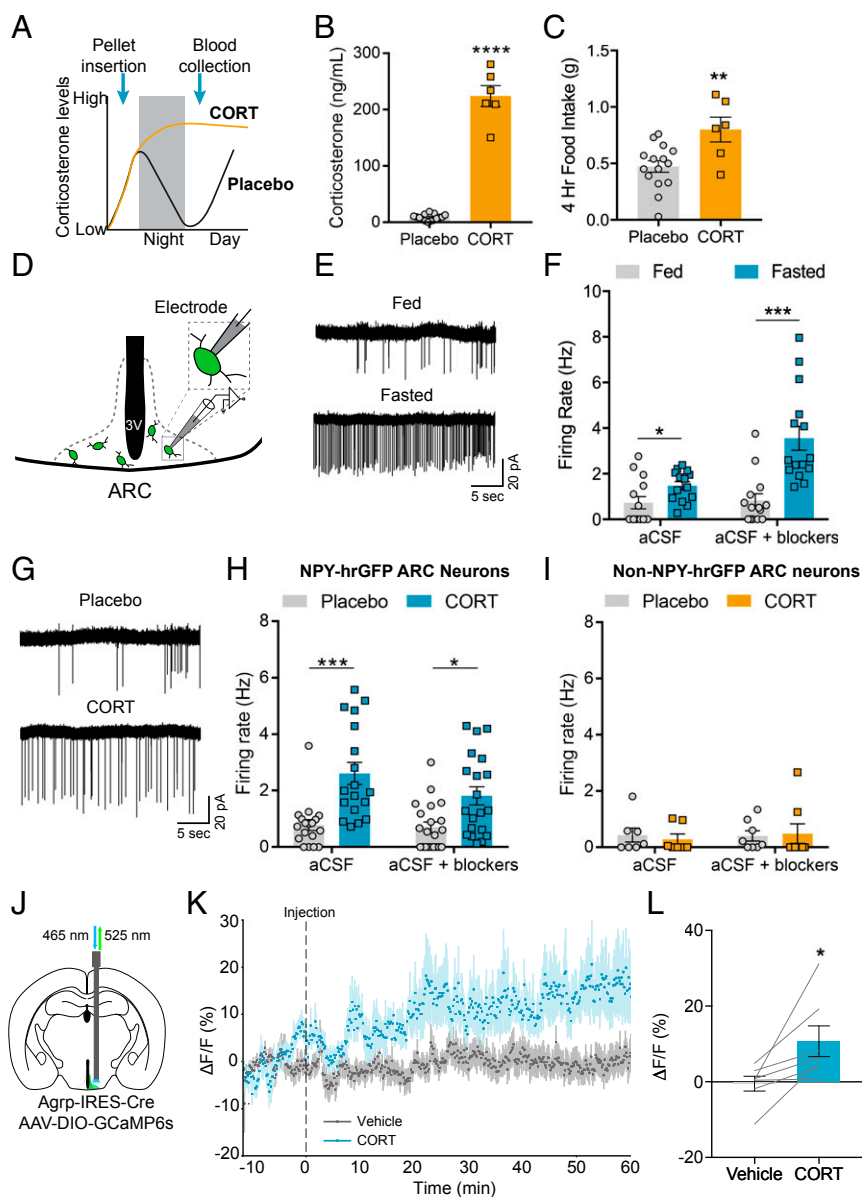 A
Pellet
insertion
Blood
collection
Corticosterone levels
High
Low
CORT
Placebo
Night
Day
B
Corticosterone (ng/mL)
300
200
100
0
****
Placebo
CORT
C
4 Hr Food Intake (g)
1.5
1.0
0.5
0.0
**
Placebo
CORT
D
Electrode
3V
ARC
E
Fed
Fasted
5 sec
20 pA
F
Fed
Fasted
Firing Rate (Hz)
10
8
6
4
2
0
*
***
aCSF
aCSF + blockers
G
Placebo
CORT
5 sec
20 pA
H
NPY-hrGFP ARC Neurons
Placebo
CORT
Firing rate (Hz)
8
6
4
2
0
***
*
aCSF
aCSF + blockers
I
Non-NPY-hrGFP ARC neurons
Placebo
CORT
Firing rate (Hz)
8
6
4
2
0
aCSF
aCSF + blockers
J
465 nm
525 nm
Agrp-IRES-Cre
AAV-DIO-GCaMP6s
K
Injection
ΔF/F (%)
30
20
10
0
-10
-20
Vehicle
CORT
-10
0
10
20
30
40
50
60
Time (min)
L
ΔF/F (%)
40
20
0
-20
*
Vehicle
CORT